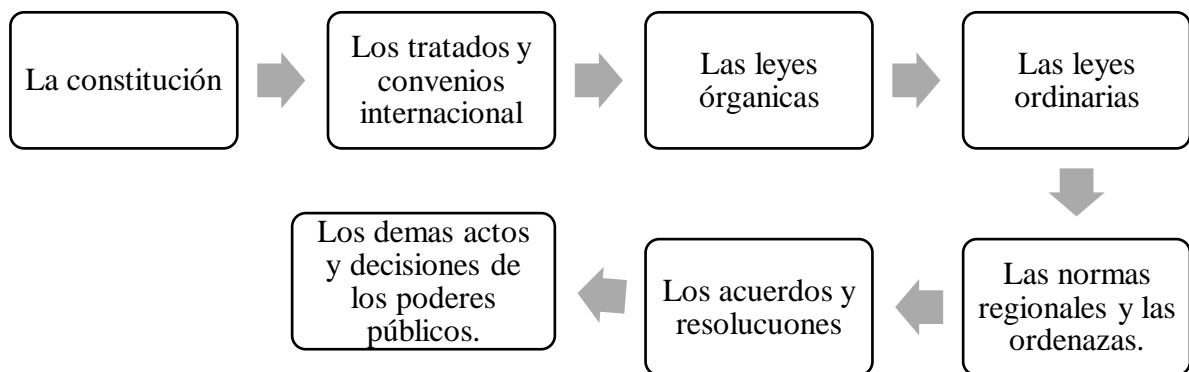 La constitución
Los tratados y
convenios
internacional
Las leyes
órganicas
Las leyes
ordinarias
Las normas
regionales y las
ordenazas.
Los acuerdos y
resolucuones
Los demas actos
y decisiones de
los poderes
públicos.